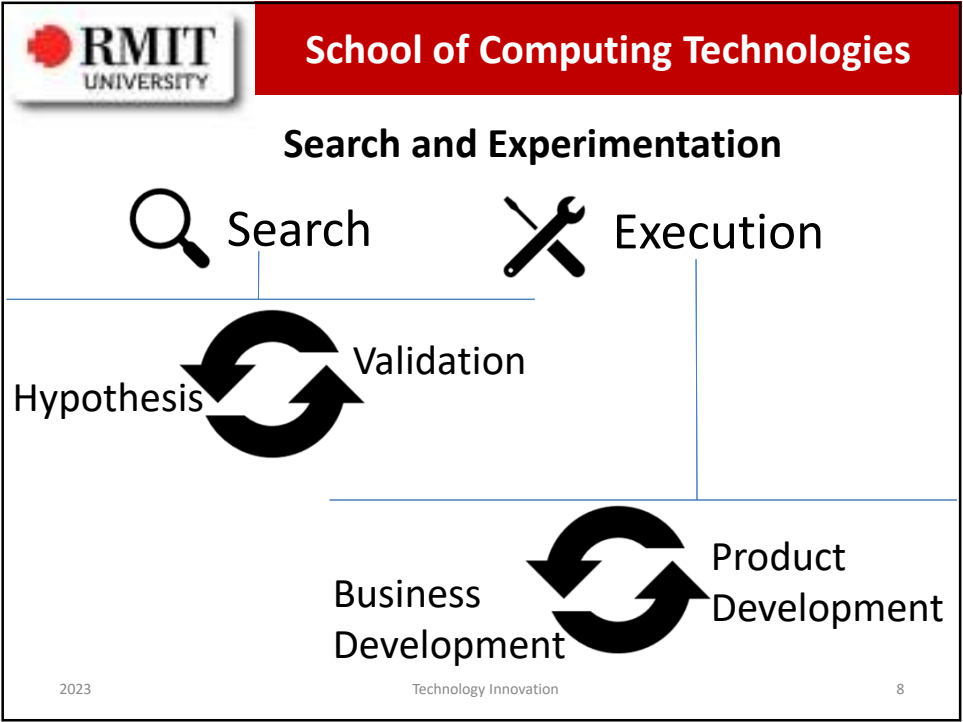 RMIT
UNIVERSITY
School of Computing Technologies
Search and Experimentation
Search
Execution
Validation
Hypothesis
Product
Development
Business
Development
2023
Technology Innovation
8